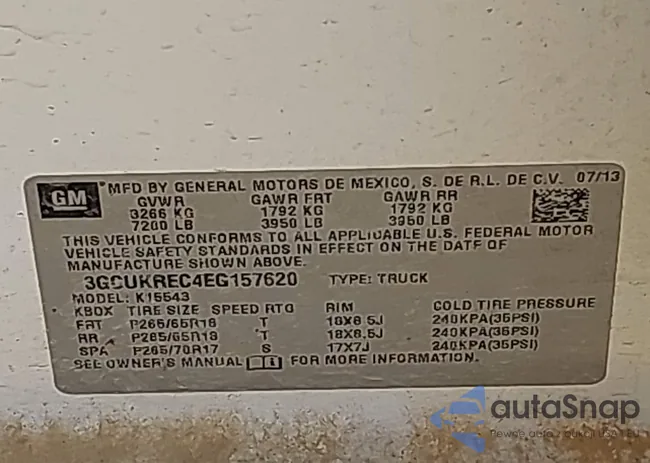 GM
MFD BY GENERAL MOTORS DE MEXICO, S. DE R.L. DE C.V. 07/13
GVWR GAWR FRT GAWR RR
3266 KG 1792 KG 1792 KG
7200 LB 3950 LB 3950 LB
THIS VEHICLE CONFORMS TO ALL APPLICABLE U.S. FEDERAL MOTOR
VEHICLE SAFETY STANDARDS IN EFFECT ON THE DATE OF
MANUFACTURE SHOWN ABOVE.
3GCUKREC4EG157620 TYPE: TRUCK
MODEL: K15543
KBOX TIRE SIZE SPEED RTG RIM COLD TIRE PRESSURE
FRT P265/65R18 T 18X8.5J 240KPA(35PSI)
RR P265/65R18 T 18X8.5J 240KPA(35PSI)
SPA P265/70R17 S 17X7J 240KPA(35PSI)
SEE OWNER'S MANUAL FOR MORE INFORMATION.
autaSnap